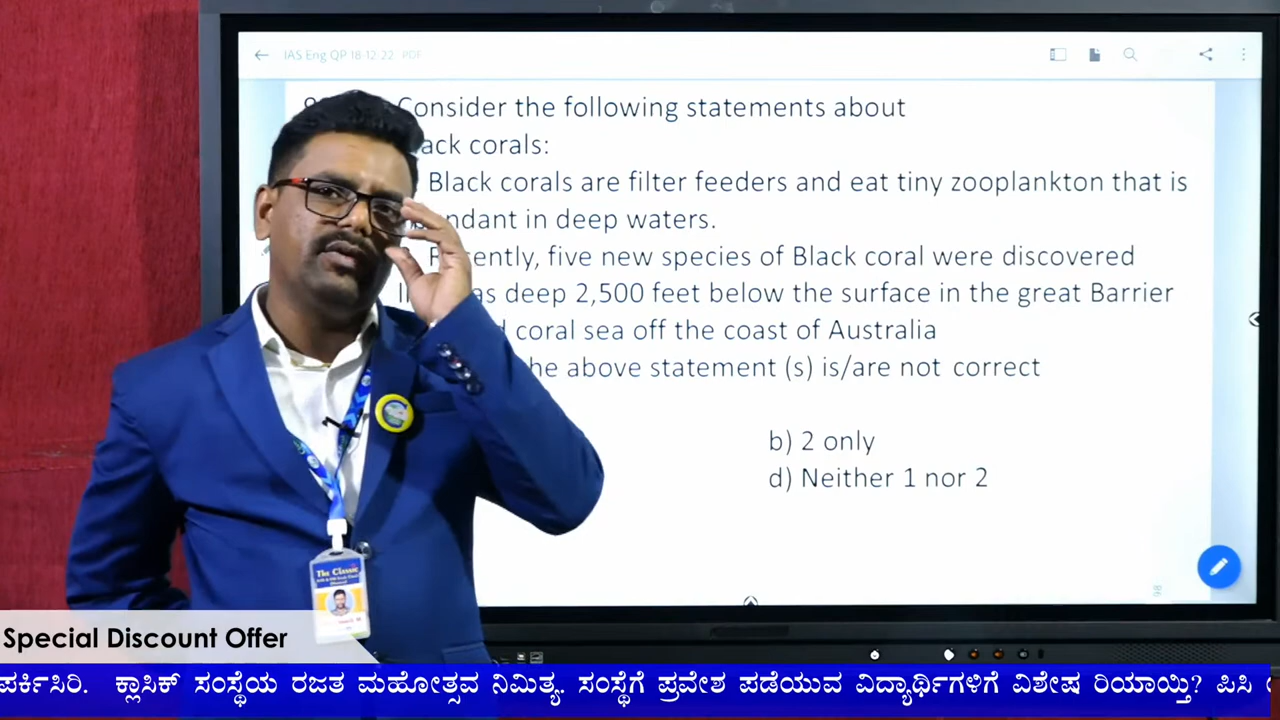 IAS Eng QP 18-12-22 PDF
Consider the following statements about
ack corals:
Black corals are filter feeders and eat tiny zooplankton that is
ndant in deep waters.
ently, five new species of Black coral were discovered
as deep 2,500 feet below the surface in the great Barrier
coral sea off the coast of Australia
he above statement (s) is/are not correct
b) 2 only
d) Neither 1 nor 2
The Classic
Special Discount Offer
ಪರ್ಕಿಸಿರಿ. ಕ್ಲಾಸಿಕ್ ಸಂಸ್ಥೆಯ ರಜತ ಮಹೋತ್ಸವ ನಿಮಿತ್ಯ. ಸಂಸ್ಥೆಗೆ ಪ್ರವೇಶ ಪಡೆಯುವ ವಿದ್ಯಾರ್ಥಿಗಳಿಗೆ ವಿಶೇಷ ರಿಯಾಯ್ತಿ? ಪಿಸಿ